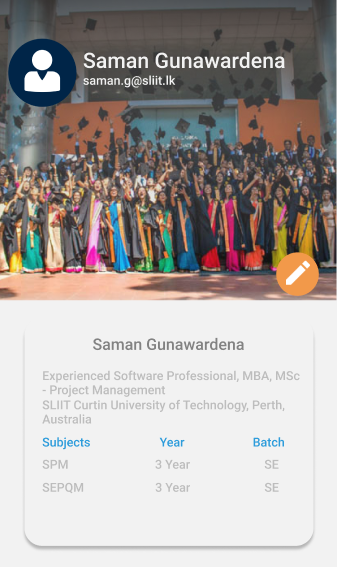 Saman Gunawardena
saman.g@sliit.lk
Saman Gunawardena
Experienced Software Professional, MBA, MSc
- Project Management
SLIIT Curtin University of Technology, Perth,
Australia
Subjects Year Batch
SPM 3 Year SE
SEPQM 3 Year SE